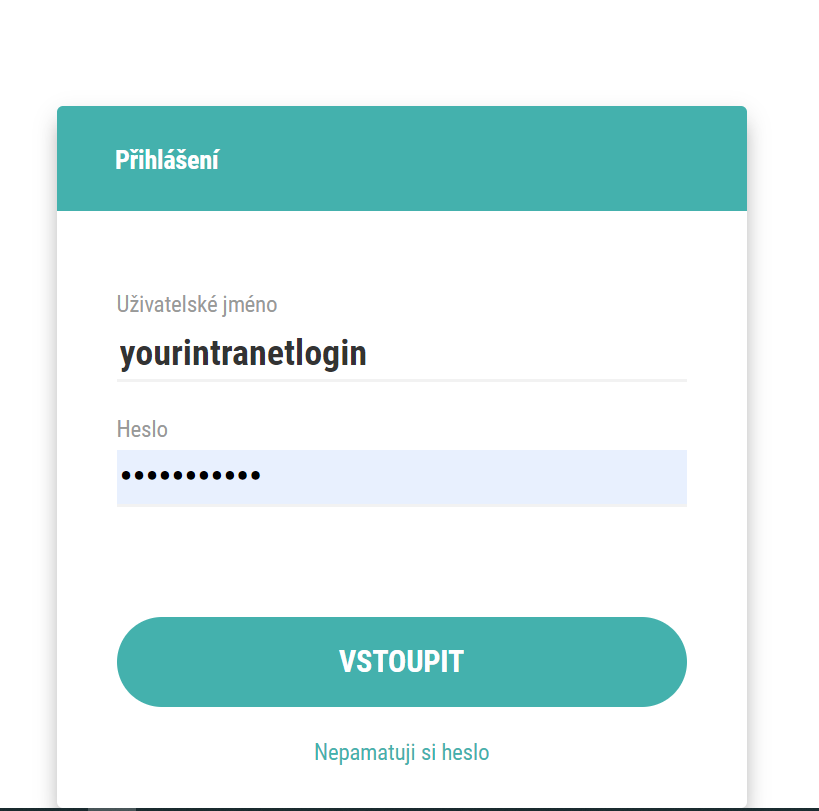 Přihlášení
Uživatelské jméno
yourintranetlogin
Heslo
•••••••••••
VSTOUPIT
Nepamatuji si heslo